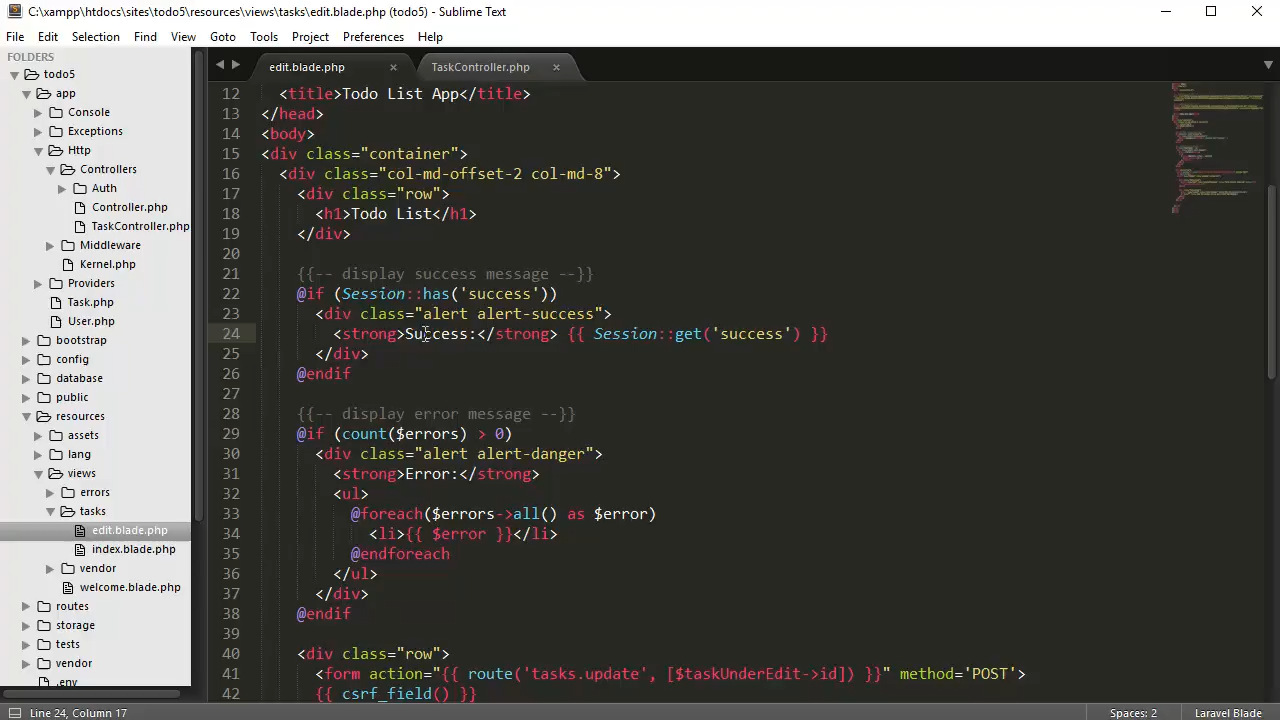 C:\xampp\htdocs\sites\todo5\resources\views\tasks\edit.blade.php (todo5) - Sublime Text
File Edit Selection Find View Goto Tools Project Preferences Help
FOLDERS
todo5
app
Console
Exceptions
Http
Controllers
Auth
Controller.php
TaskController.php
Middleware
Kernel.php
Providers
Task.php
User.php
bootstrap
config
database
public
resources
assets
lang
views
errors
tasks
edit.blade.php
index.blade.php
vendor
welcome.blade.php
routes
storage
tests
vendor
.env
edit.blade.php × TaskController.php ×
12 <title>Todo List App</title>
13 </head>
14 <body>
15 <div class="container">
16 <div class="col-md-offset-2 col-md-8">
17 <div class="row">
18 <h1>Todo List</h1>
19 </div>
20
21 {{-- display success message --}}
22 @if (Session::has('success'))
23 <div class="alert alert-success">
24 <strong>Success:</strong> {{ Session::get('success') }}
25 </div>
26 @endif
27
28 {{-- display error message --}}
29 @if (count($errors) > 0)
30 <div class="alert alert-danger">
31 <strong>Error:</strong>
32 <ul>
33 @foreach($errors->all() as $error)
34 <li>{{ $error }}</li>
35 @endforeach
36 </ul>
37 </div>
38 @endif
39
40 <div class="row">
41 <form action="{{ route('tasks.update', [$taskUnderEdit->id]) }}" method='POST'>
42 {{ csrf_field() }}
Line 24, Column 17
Spaces: 2
Laravel Blade